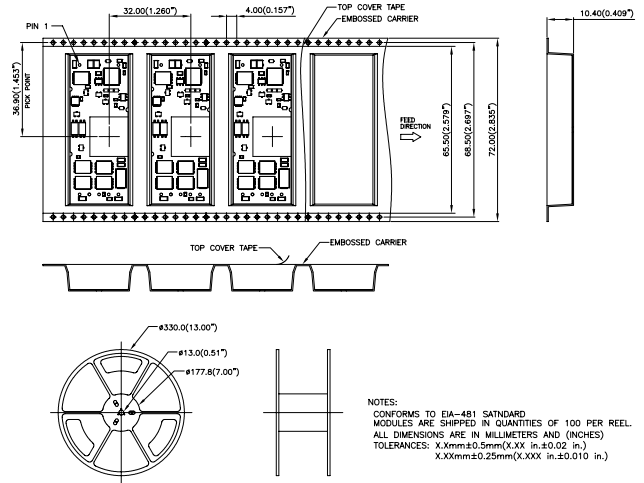 32.00(1.260")
4.00(0.157")
TOP COVER TAPE
EMBOSSED CARRIER
10.40(0.409")
PIN 1
36.90(1.453")
PICK POINT
FEED
DIRECTION
65.50(2.579")
68.50(2.697")
72.00(2.835")
TOP COVER TAPE
EMBOSSED CARRIER
ø330.0(13.00")
ø13.0(0.51")
ø177.8(7.00")
NOTES:
CONFORMS TO EIA-481 SATNDARD
MODULES ARE SHIPPED IN QUANTITIES OF 100 PER REEL.
ALL DIMENSIONS ARE IN MILLIMETERS AND (INCHES)
TOLERANCES: X.Xmm±0.5mm(X.XX in.±0.02 in.)
X.XXmm±0.25mm(X.XXX in.±0.010 in.)